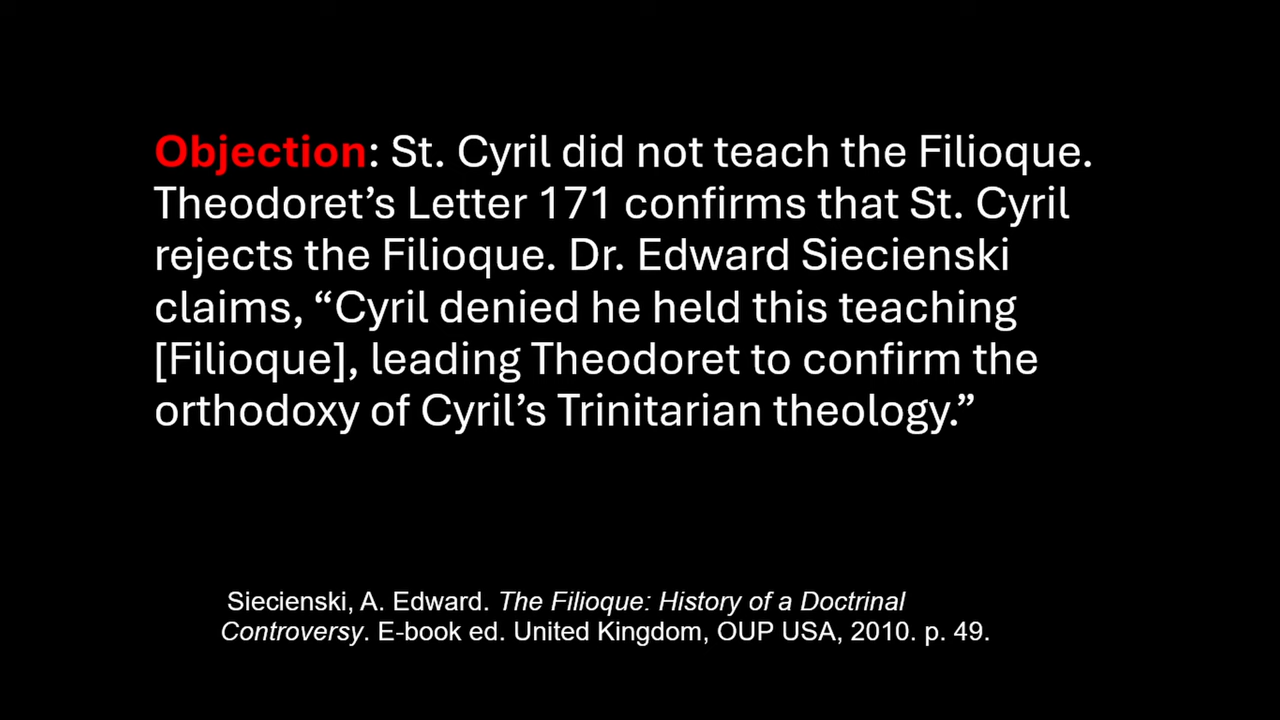 Objection: St. Cyril did not teach the Filioque.
Theodoret’s Letter 171 confirms that St. Cyril
rejects the Filioque. Dr. Edward Siecienski
claims, “Cyril denied he held this teaching
[Filioque], leading Theodoret to confirm the
orthodoxy of Cyril’s Trinitarian theology.”
Siecienski, A. Edward. The Filioque: History of a Doctrinal
Controversy. E-book ed. United Kingdom, OUP USA, 2010. p. 49.